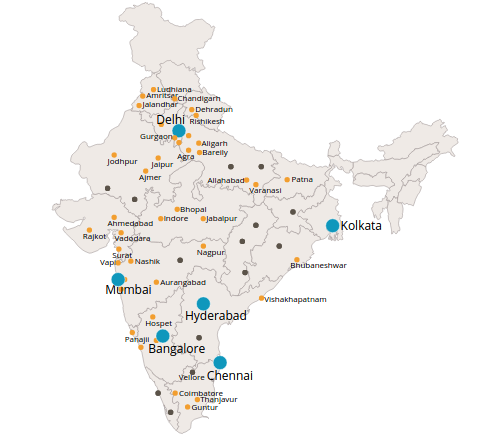 Ludhiana
Amritsar
Chandigarh
Jalandhar
Dehradun
Delhi
Rishikesh
Gurgaon
Aligarh
Bareily
Agra
Jodhpur
Jaipur
Ajmer
Allahabad
Patna
Varanasi
Bhopal
Ahmedabad
Indore
Jabalpur
Kolkata
Rajkot
Vadodara
Surat
Nagpur
Vapi
Nashik
Bhubaneshwar
Mumbai
Aurangabad
Vishakhapatnam
Hyderabad
Hospet
Panajii
Bangalore
Vellore
Chennai
Coimbatore
Thanjavur
Guntur